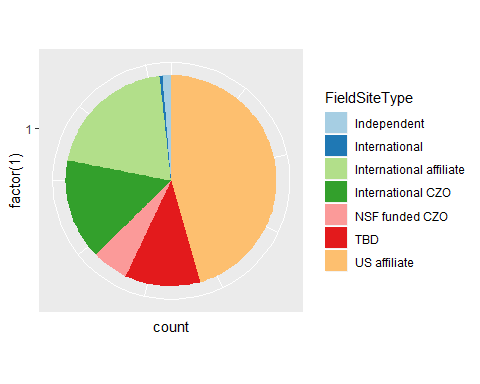 1
factor(1)
count
FieldSiteType
Independent
International
International affiliate
International CZO
NSF funded CZO
TBD
US affiliate